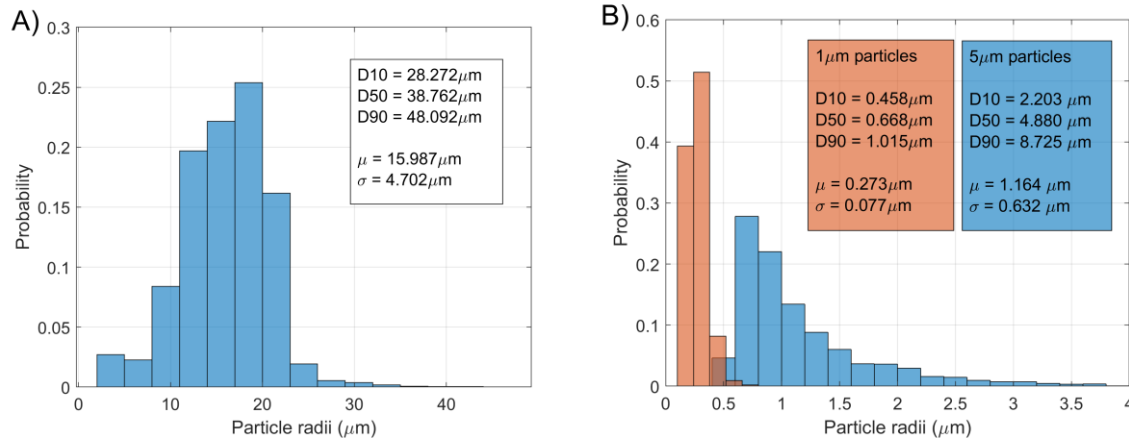 A)
0.3
0.25
0.2
0.15
0.1
0.05
0
Probability
0
10
20
30
40
Particle radii (μm)
D10 = 28.272μm
D50 = 38.762μm
D90 = 48.092μm
μ = 15.987μm
σ = 4.702μm
B)
0.6
0.5
0.4
0.3
0.2
0.1
0
Probability
0
0.5
1
1.5
2
2.5
3
3.5
4
Particle radii (μm)
1μm particles
D10 = 0.458μm
D50 = 0.668μm
D90 = 1.015μm
μ = 0.273μm
σ = 0.077μm
5μm particles
D10 = 2.203 μm
D50 = 4.880 μm
D90 = 8.725 μm
μ = 1.164 μm
σ = 0.632 μm